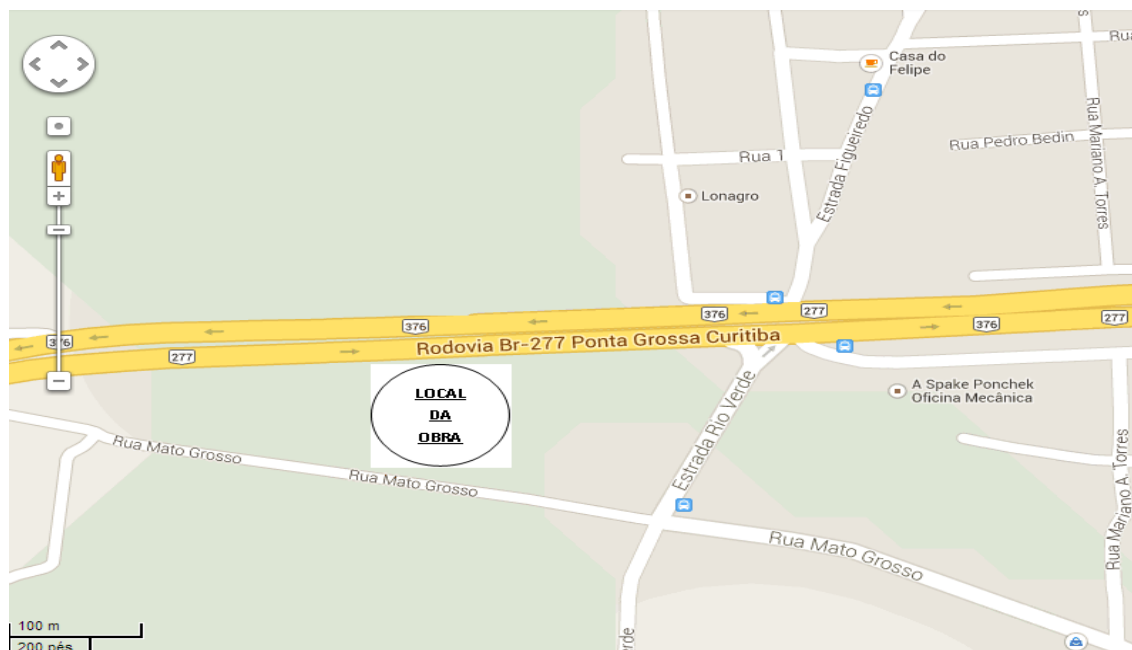 Rua
Casa do
Felipe
Rua Mariano A. Torres
Estrada Figueiredo
Rua Pedro Bedin
Rua 1
Lonagro
376
277
376
376
376
277
277
Rodovia Br-277 Ponta Grossa Curitiba
LOCAL
DA
OBRA
A Spake Ponchek
Oficina Mecânica
Estrada Rio Verde
Rua Mato Grosso
Rua Mato Grosso
Rua Mariano A. Torres
Rua Mato Grosso
100 m
200 pés